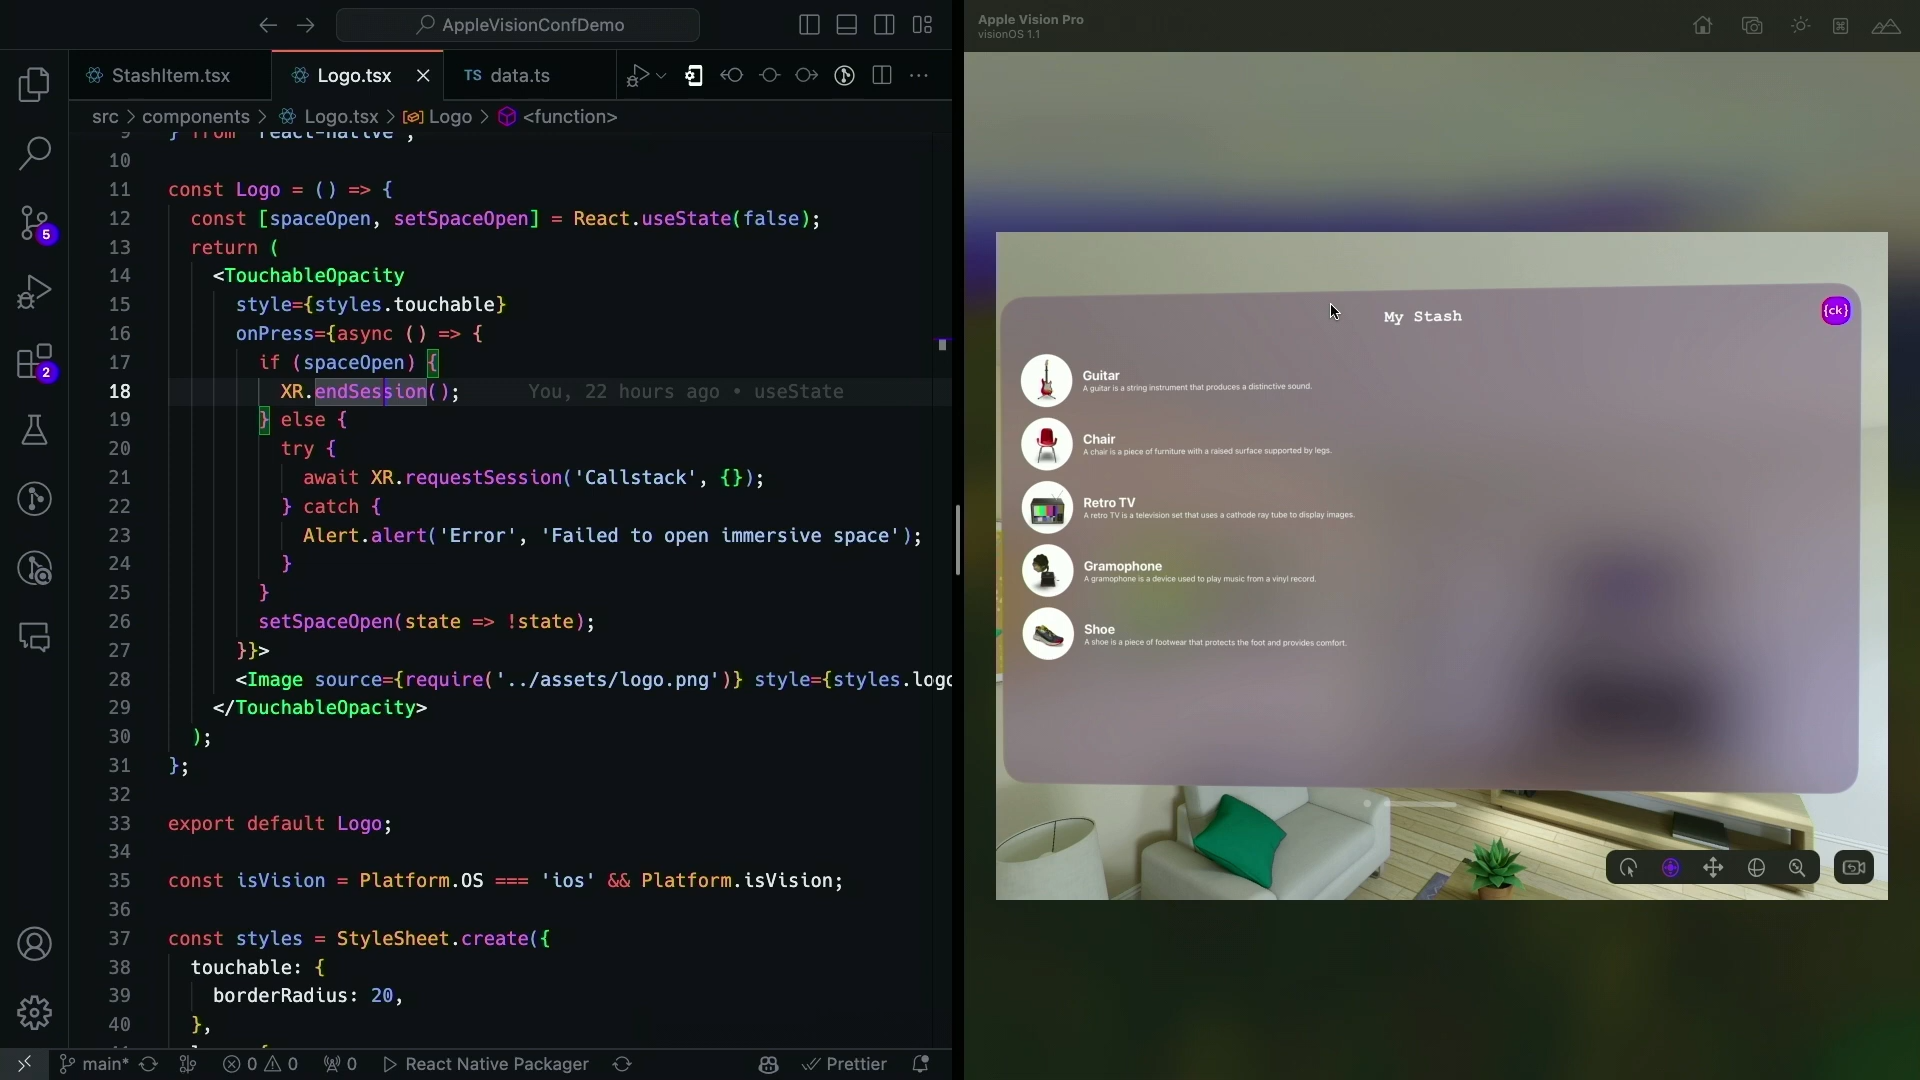 AppleVisionConfDemo
StashItem.tsx
Logo.tsx
TS data.ts
src > components > Logo.tsx > Logo > <function>
9 } from 'react-native';
10
11 const Logo = () => {
12 const [spaceOpen, setSpaceOpen] = React.useState(false);
13 return (
14 <TouchableOpacity
15 style={styles.touchable}
16 onPress={async () => {
17 if (spaceOpen) {
18 XR.endSession(); You, 22 hours ago • useState
19 } else {
20 try {
21 await XR.requestSession('Callstack', {});
22 } catch {
23 Alert.alert('Error', 'Failed to open immersive space');
24 }
25 }
26 setSpaceOpen(state => !state);
27 }}>
28 <Image source={require('../assets/logo.png')} style={styles.logo
29 </TouchableOpacity>
30 );
31 };
32
33 export default Logo;
34
35 const isVision = Platform.OS === 'ios' && Platform.isVision;
36
37 const styles = StyleSheet.create({
38 touchable: {
39 borderRadius: 20,
40 },
5
2
main*
0
0
0
React Native Packager
Prettier
Apple Vision Pro
visionOS 1.1
My Stash
{ck}
Guitar
A guitar is a string instrument that produces a distinctive sound.
Chair
A chair is a piece of furniture with a raised surface supported by legs.
Retro TV
A retro TV is a television set that uses a cathode ray tube to display images.
Gramophone
A gramophone is a device used to play music from a vinyl record.
Shoe
A shoe is a piece of footwear that protects the foot and provides comfort.